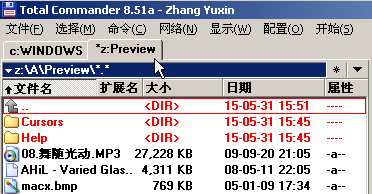 Total Commander 8.51a - Zhang Yuxin
文件(F) 选择(M) 命令(C) 网络(N) 显示(W) 配置(O) 开始(S)
c:WINDOWS *z:Preview
z:\A\Preview\*.* * ▼
↑文件名 扩展名 大小 日期 属性
.. <DIR> 15-05-31 15:51 ----
Cursors <DIR> 15-05-31 15:45 ----
Help <DIR> 15-05-31 15:45 ----
08.舞随光动.MP3 27,228 KB 09-09-20 21:05 -a--
AHiL - Varied Glas.. 4,311 KB 08-05-11 22:05 -a--
macx.bmp 769 KB 05-01-09 17:34 -a--